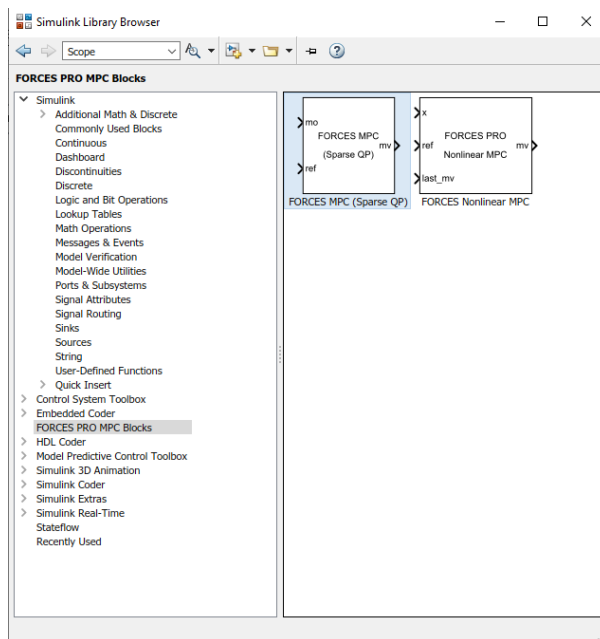 Simulink Library Browser
Scope
FORCES PRO MPC Blocks
Simulink
Additional Math & Discrete
Commonly Used Blocks
Continuous
Dashboard
Discontinuities
Discrete
Logic and Bit Operations
Lookup Tables
Math Operations
Messages & Events
Model Verification
Model-Wide Utilities
Ports & Subsystems
Signal Attributes
Signal Routing
Sinks
Sources
String
User-Defined Functions
Quick Insert
Control System Toolbox
Embedded Coder
FORCES PRO MPC Blocks
HDL Coder
Model Predictive Control Toolbox
Simulink 3D Animation
Simulink Coder
Simulink Extras
Simulink Real-Time
Stateflow
Recently Used
mo
FORCES MPC
(Sparse QP)
mv
ref
FORCES MPC (Sparse QP)
x
FORCES PRO
ref
Nonlinear MPC
mv
last_mv
FORCES Nonlinear MPC